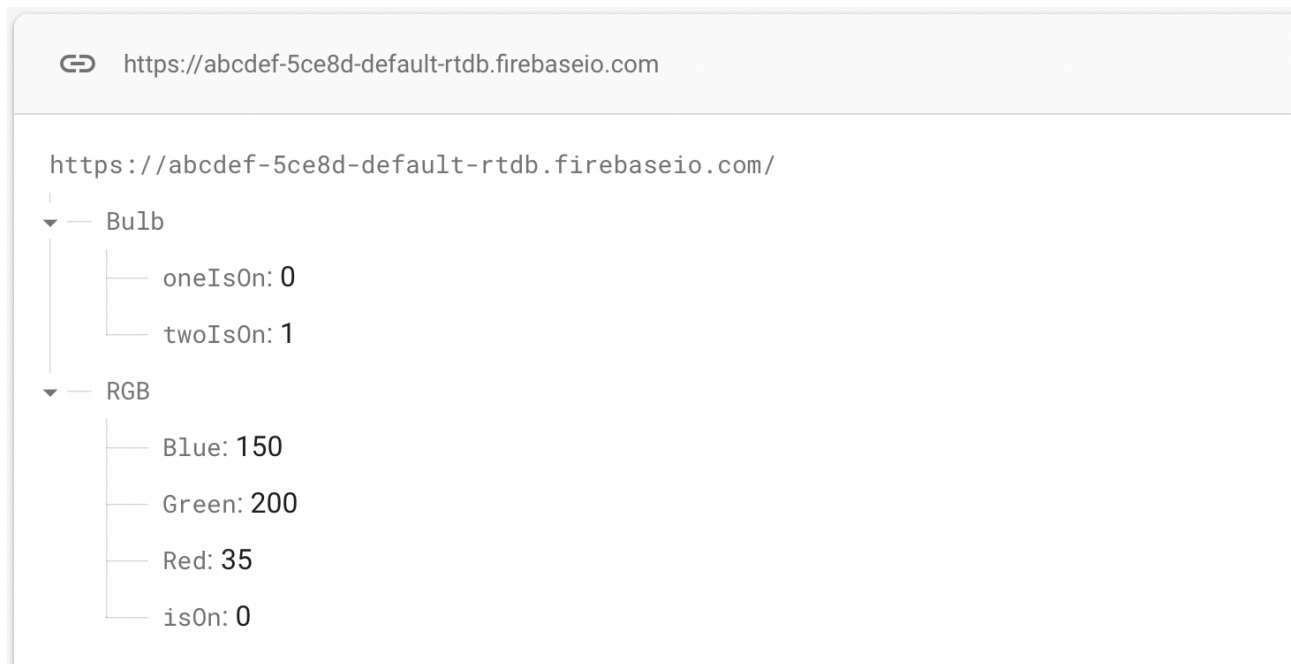 https://abcdef-5ce8d-default-rtdb.firebaseio.com
https://abcdef-5ce8d-default-rtdb.firebaseio.com/
Bulb
oneIsOn: 0
twoIsOn: 1
RGB
Blue: 150
Green: 200
Red: 35
isOn: 0